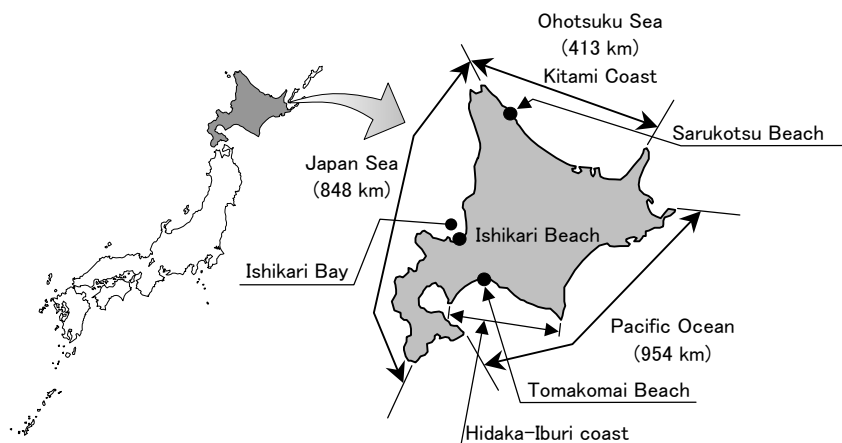 Ohotsuku Sea
(413 km)
Kitami Coast
Sarukotsu Beach
Japan Sea
(848 km)
Ishikari Beach
Ishikari Bay
Pacific Ocean
(954 km)
Tomakomai Beach
Hidaka-Iburi coast